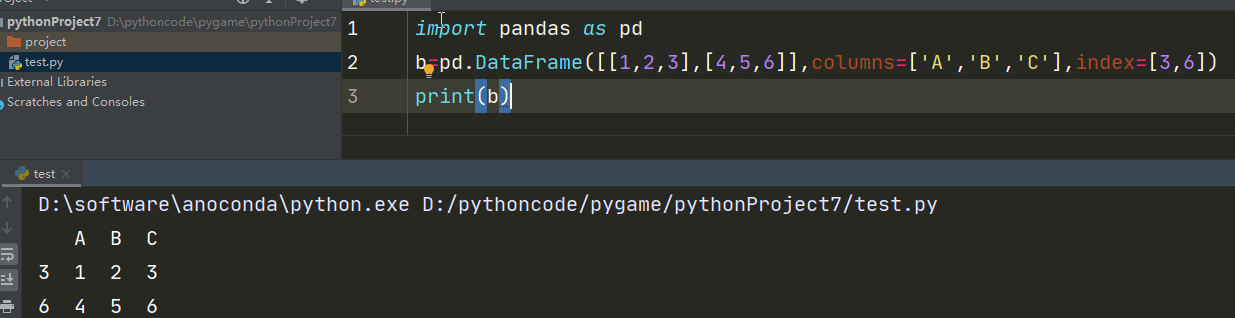 roject
test.py
pythonProject7 D:\pythoncode\pygame\pythonProject7
project
test.py
External Libraries
Scratches and Consoles
1 import pandas as pd
2 b=pd.DataFrame([[1,2,3],[4,5,6]],columns=['A','B','C'],index=[3,6])
3 print(b)
test
D:\software\anoconda\python.exe D:/pythoncode/pygame/pythonProject7/test.py
A B C
3 1 2 3
6 4 5 6